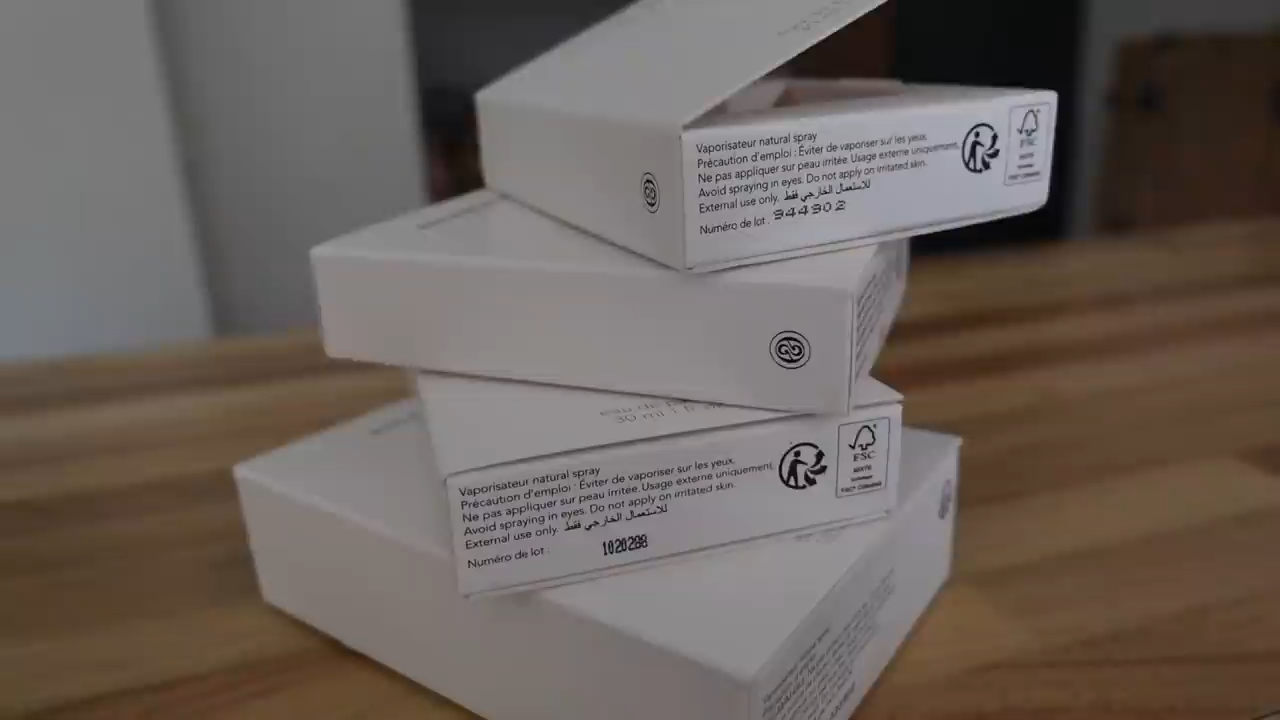 Vaporisateur natural spray
Précaution d'emploi : Éviter de vaporiser sur les yeux.
Ne pas appliquer sur peau irritée. Usage externe uniquement.
Avoid spraying in eyes. Do not apply on irritated skin.
External use only. للاستعمال الخارجي فقط
Numéro de lot : 944902
FSC
MIXTE
eau de
30 ml
Vaporisateur natural spray
Précaution d'emploi : Éviter de vaporiser sur les yeux.
Ne pas appliquer sur peau irritée. Usage externe uniquement.
Avoid spraying in eyes. Do not apply on irritated skin.
External use only. للاستعمال الخارجي فقط
Numéro de lot : 1020288
FSC
MIXTE